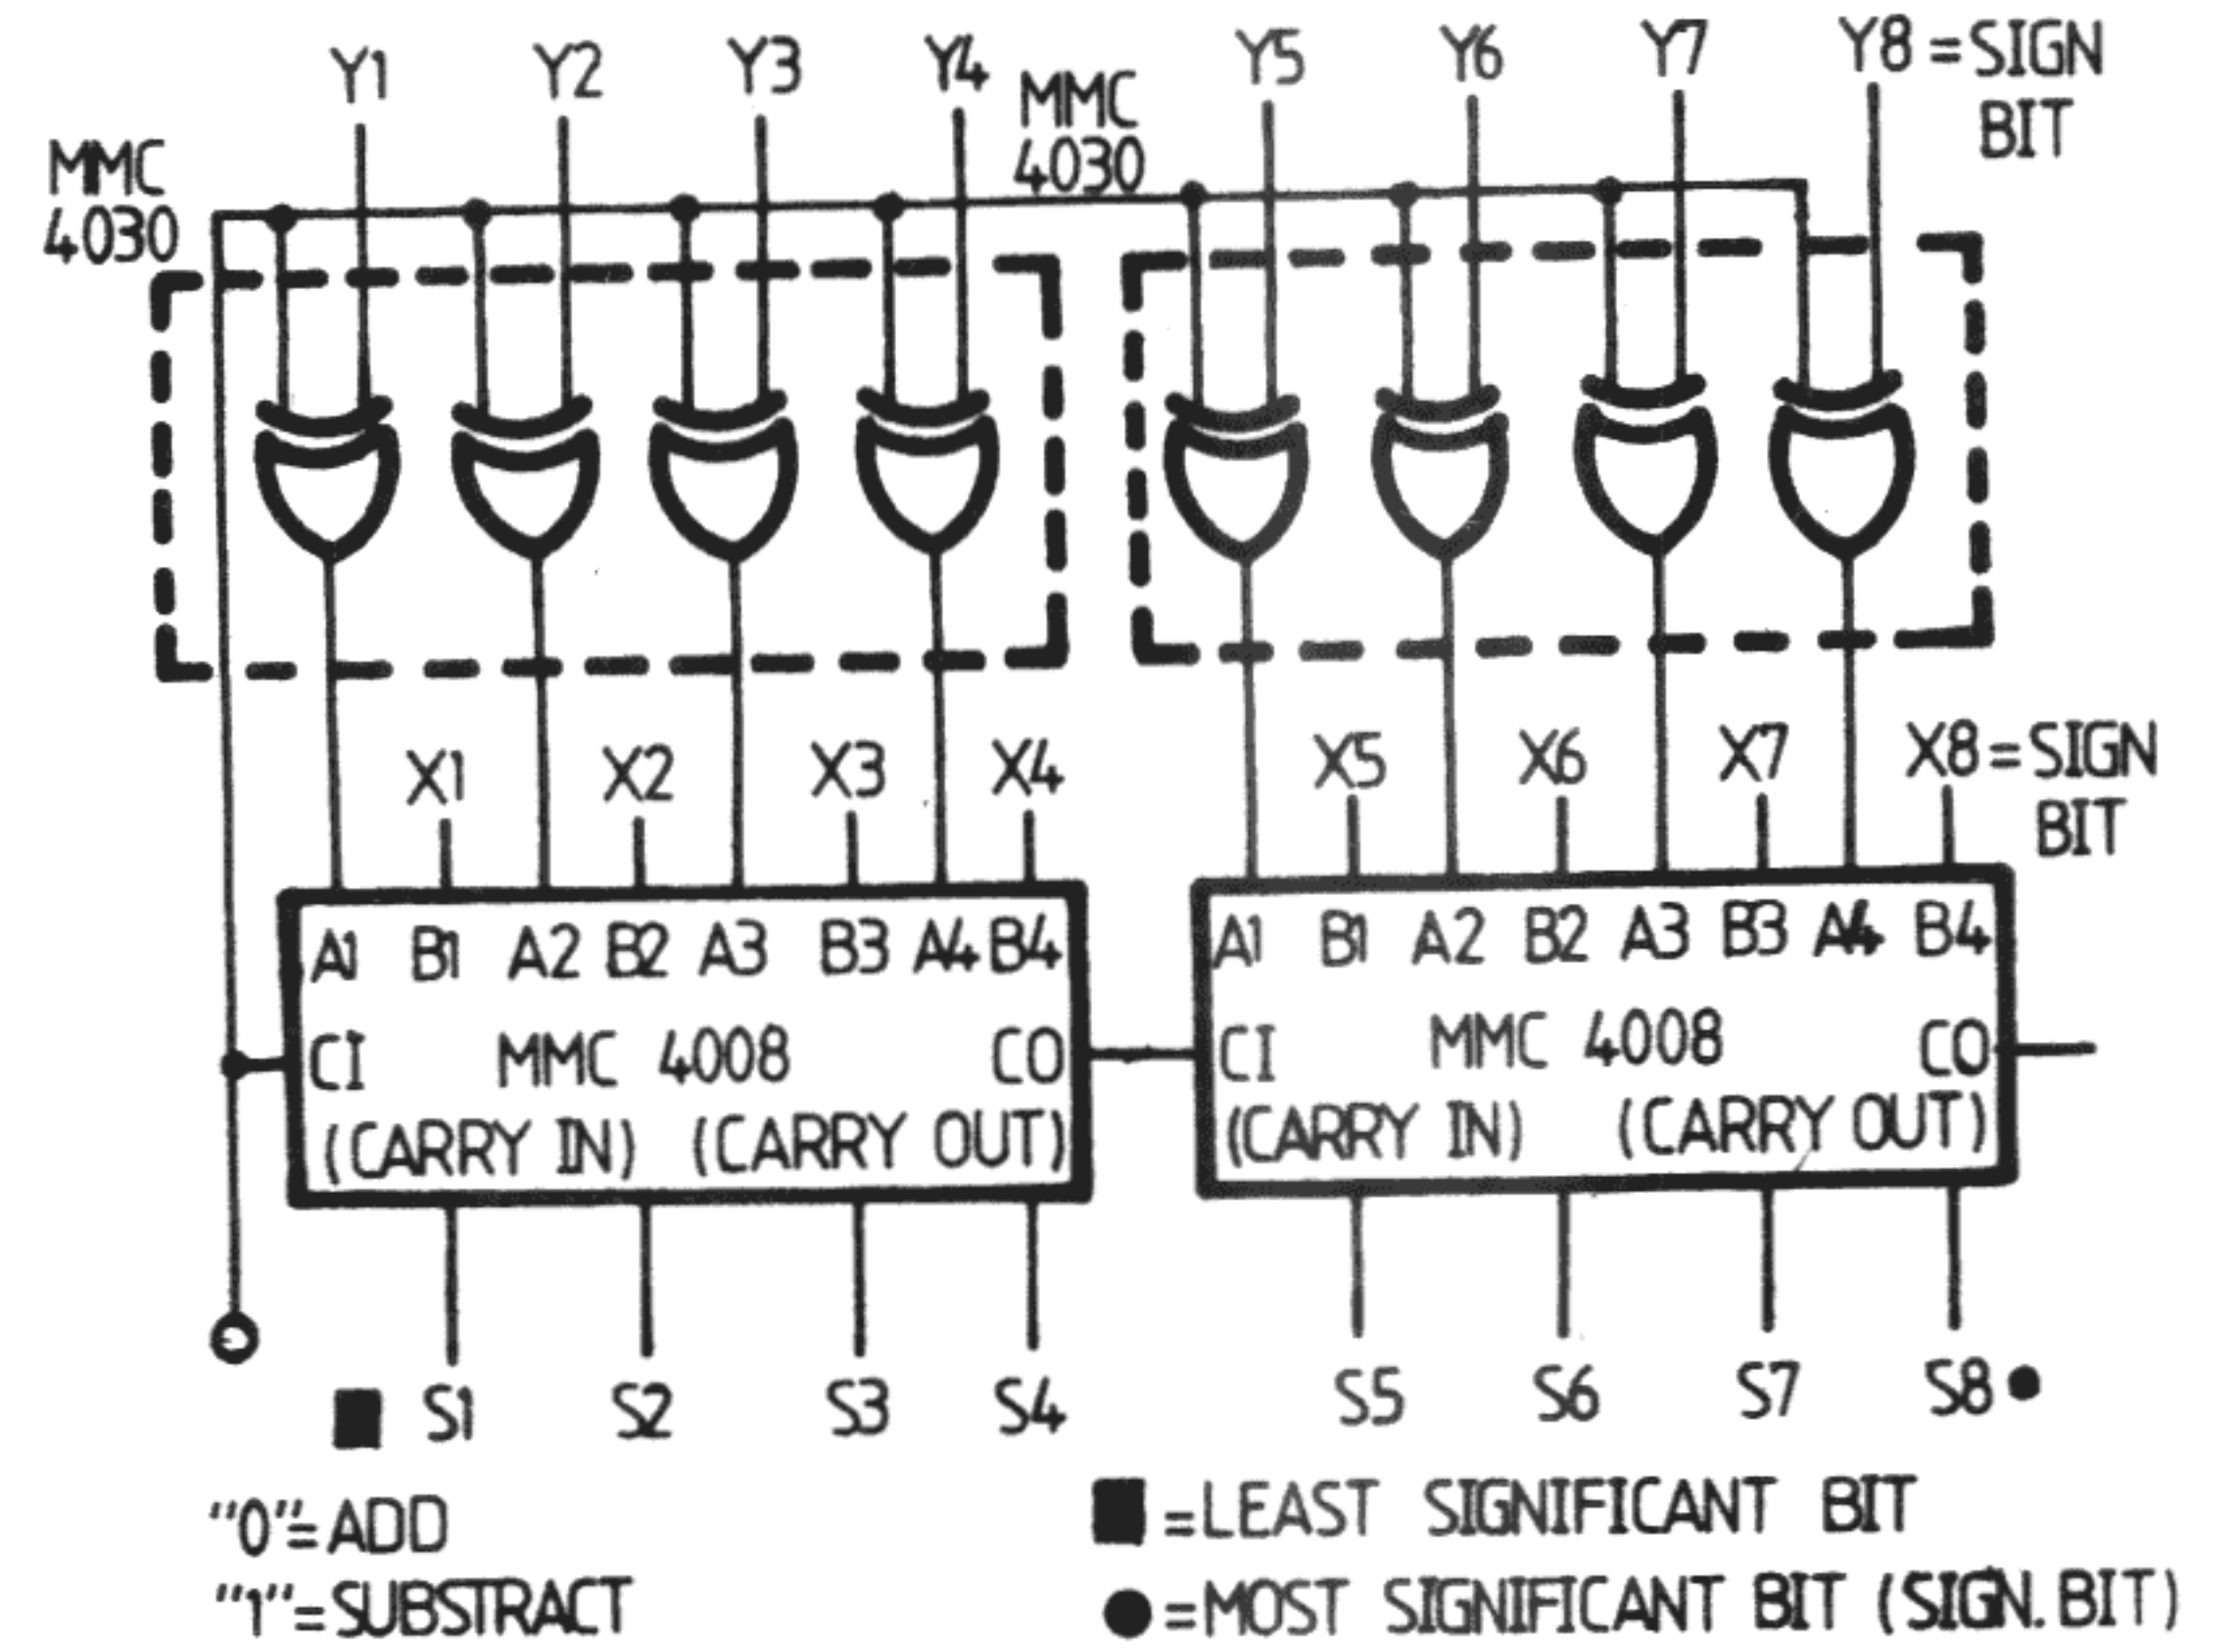 Y1 Y2 Y3 Y4 Y5 Y6 Y7 Y8 = SIGN
BIT
MMC
4030
MMC
4030
X1 X2 X3 X4 X5 X6 X7 X8 = SIGN
BIT
A1 B1 A2 B2 A3 B3 A4 B4
CI MMC 4008 CO
(CARRY IN) (CARRY OUT)
A1 B1 A2 B2 A3 B3 A4 B4
CI MMC 4008 CO
(CARRY IN) (CARRY OUT)
■ S1 S2 S3 S4 S5 S6 S7 S8 ●
"0"= ADD
"1"= SUBSTRACT
■ = LEAST SIGNIFICANT BIT
● = MOST SIGNIFICANT BIT (SIGN. BIT)